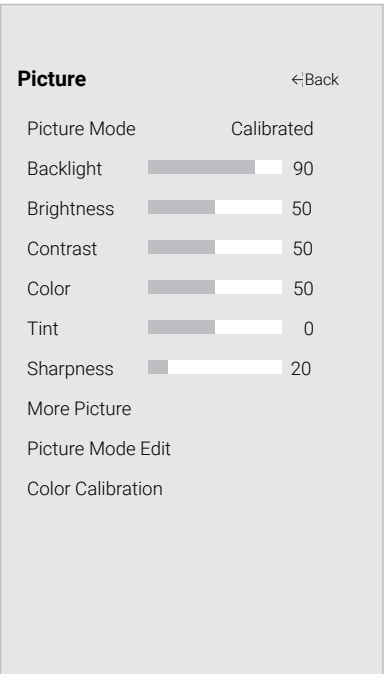 Picture ←Back
Picture Mode Calibrated
Backlight 90
Brightness 50
Contrast 50
Color 50
Tint 0
Sharpness 20
More Picture
Picture Mode Edit
Color Calibration